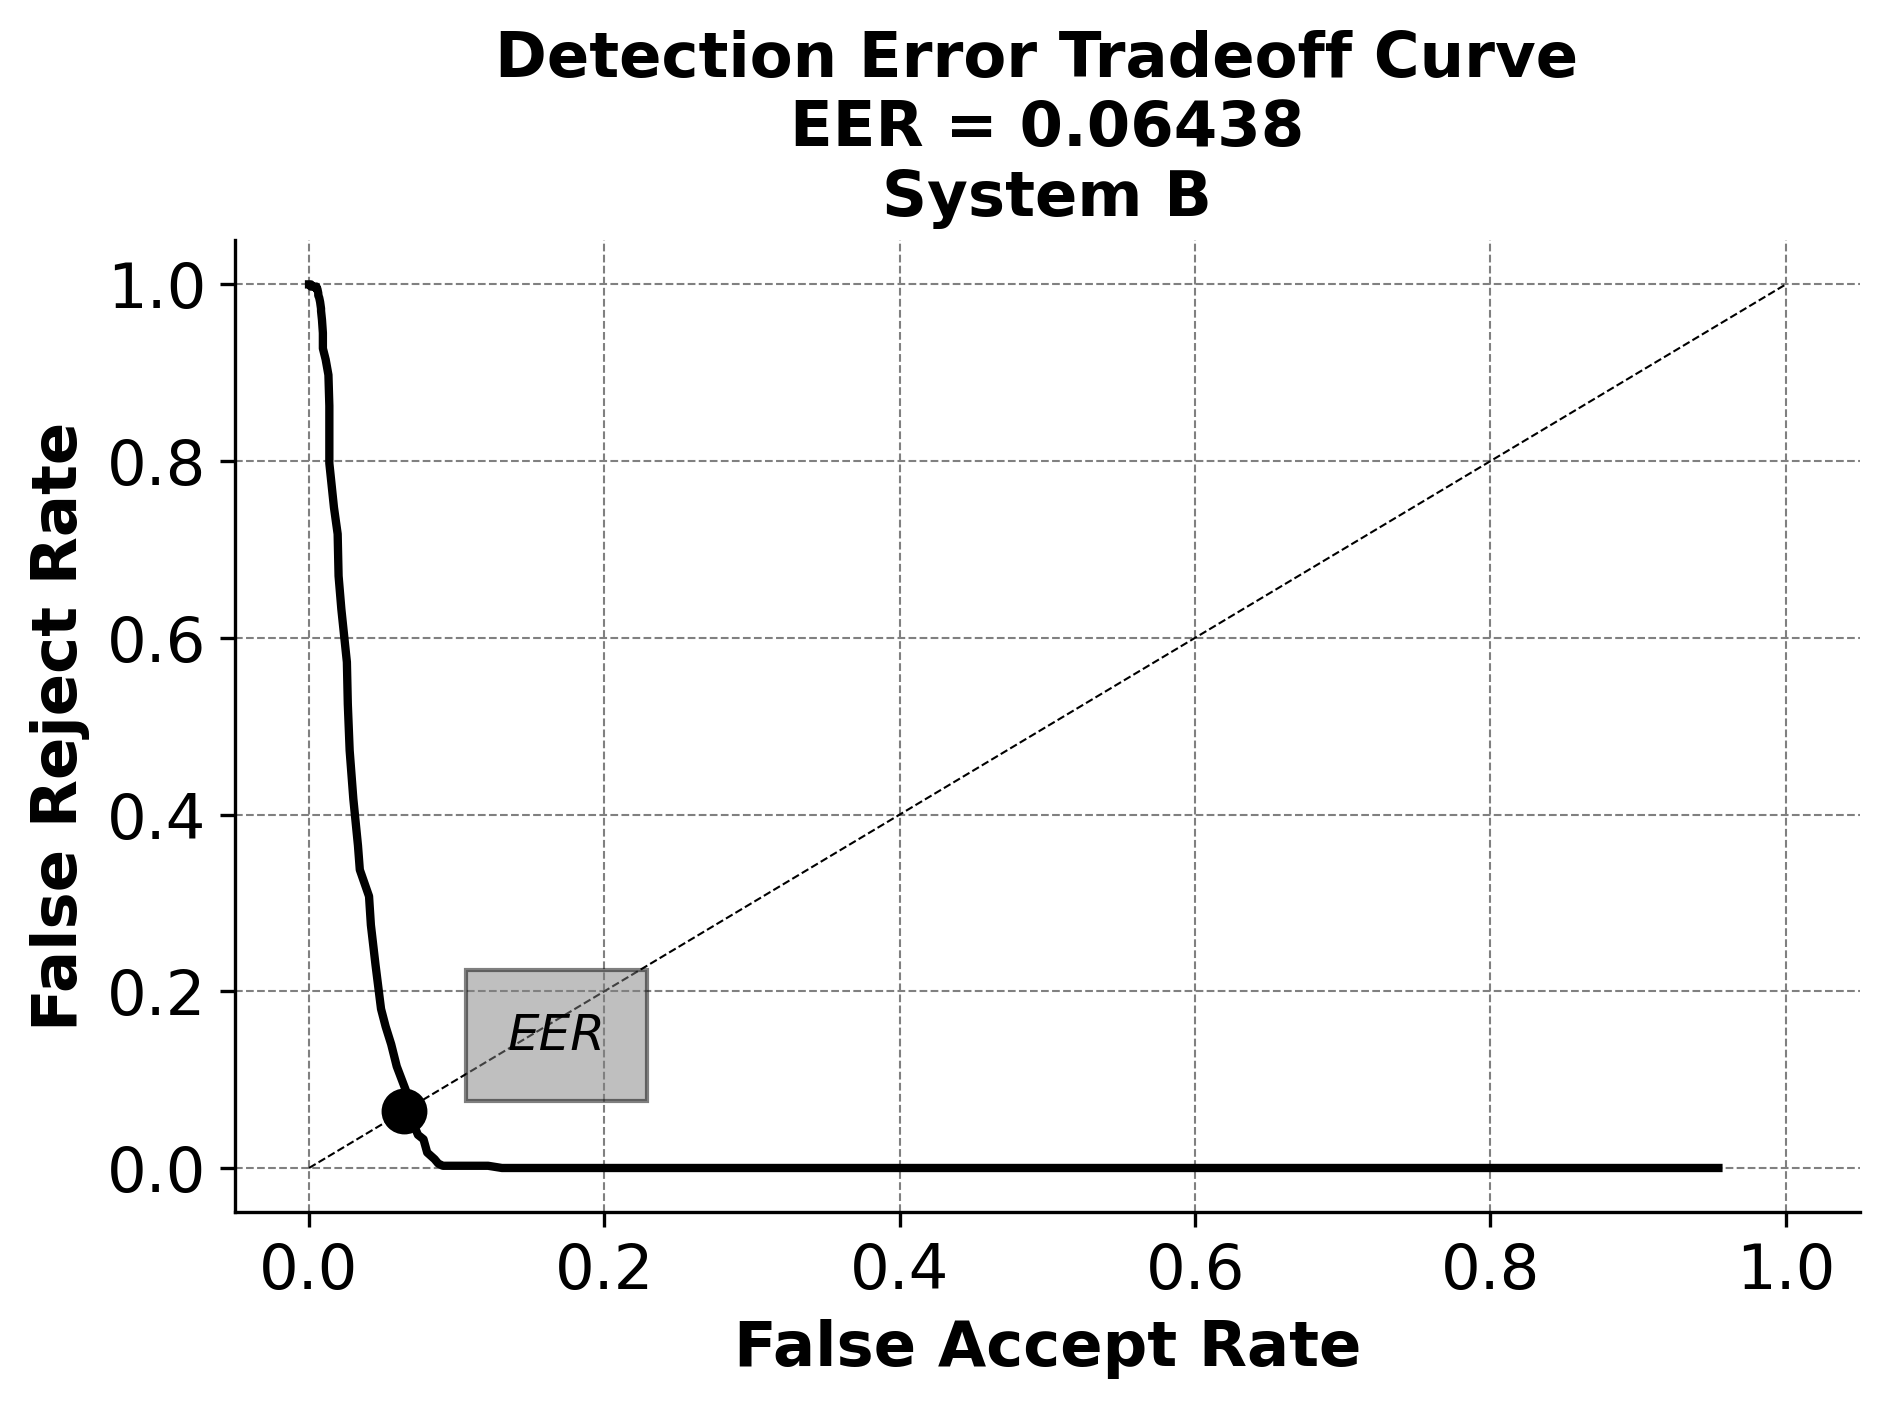 Detection Error Tradeoff Curve
EER = 0.06438
System B
1.0
0.8
0.6
0.4
0.2
0.0
False Reject Rate
EER
0.0 0.2 0.4 0.6 0.8 1.0
False Accept Rate